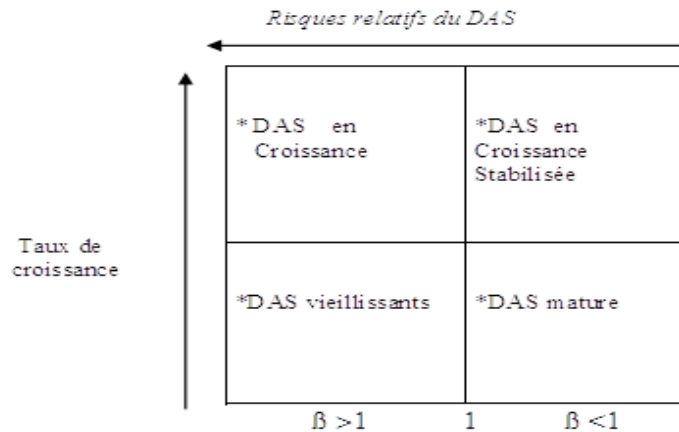 Risques relatifs du DAS
*DAS en
Croissance
*DAS en
Croissance
Stabilisée
Taux de
croissance
*DAS vieillissants
*DAS mature
ß >1
1
ß <1